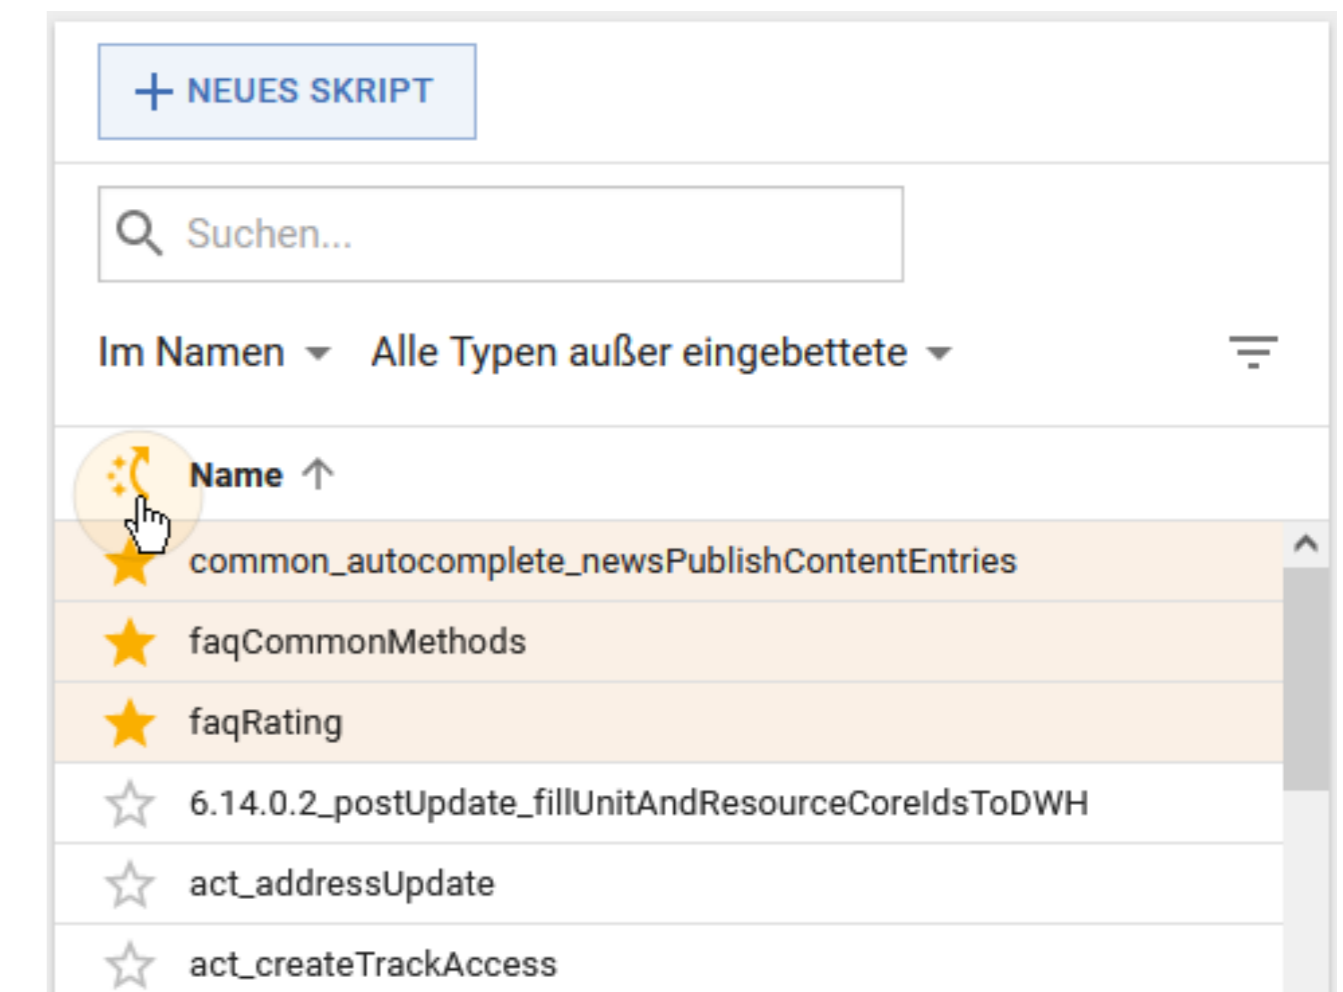 NEUES SKRIPT
Suchen...
Im Namen Alle Typen außer eingebettete
Name
common_autocomplete_newsPublishContentEntries
faqCommonMethods
faqRating
6.14.0.2_postUpdate_fillUnitAndResourceCoreIdsToDWH
act_addressUpdate
act_createTrackAccess